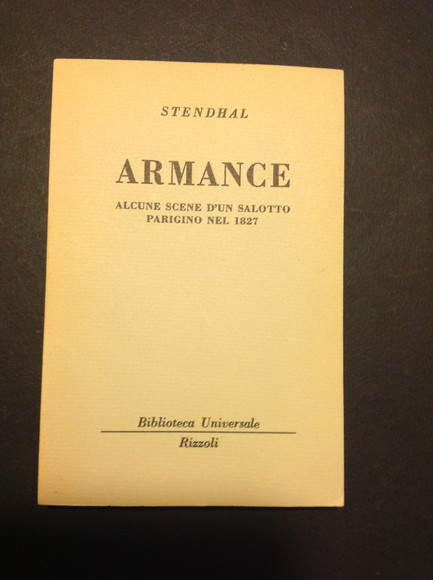 STENDHAL
ARMANCE
ALCUNE SCENE D'UN SALOTTO
PARIGINO NEL 1827
Biblioteca Universale
Rizzoli